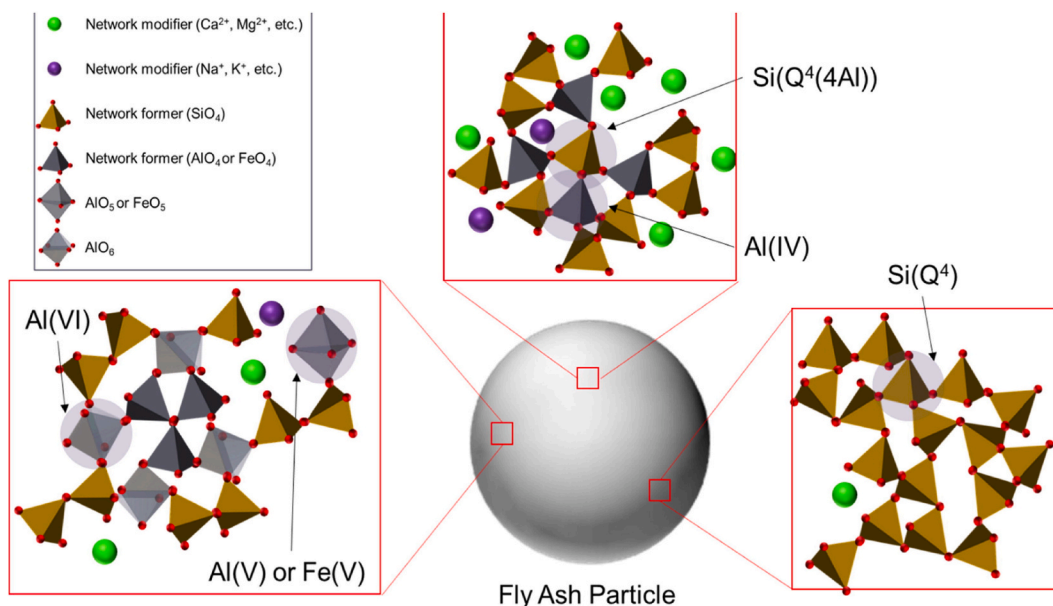 Network modifier (Ca²⁺, Mg²⁺, etc.)
Network modifier (Na⁺, K⁺, etc.)
Network former (SiO₄)
Network former (AlO₄ or FeO₄)
AlO₅ or FeO₅
AlO₆
Si(Q⁴(4Al))
Al(IV)
Si(Q⁴)
Al(VI)
Al(V) or Fe(V)
Fly Ash Particle